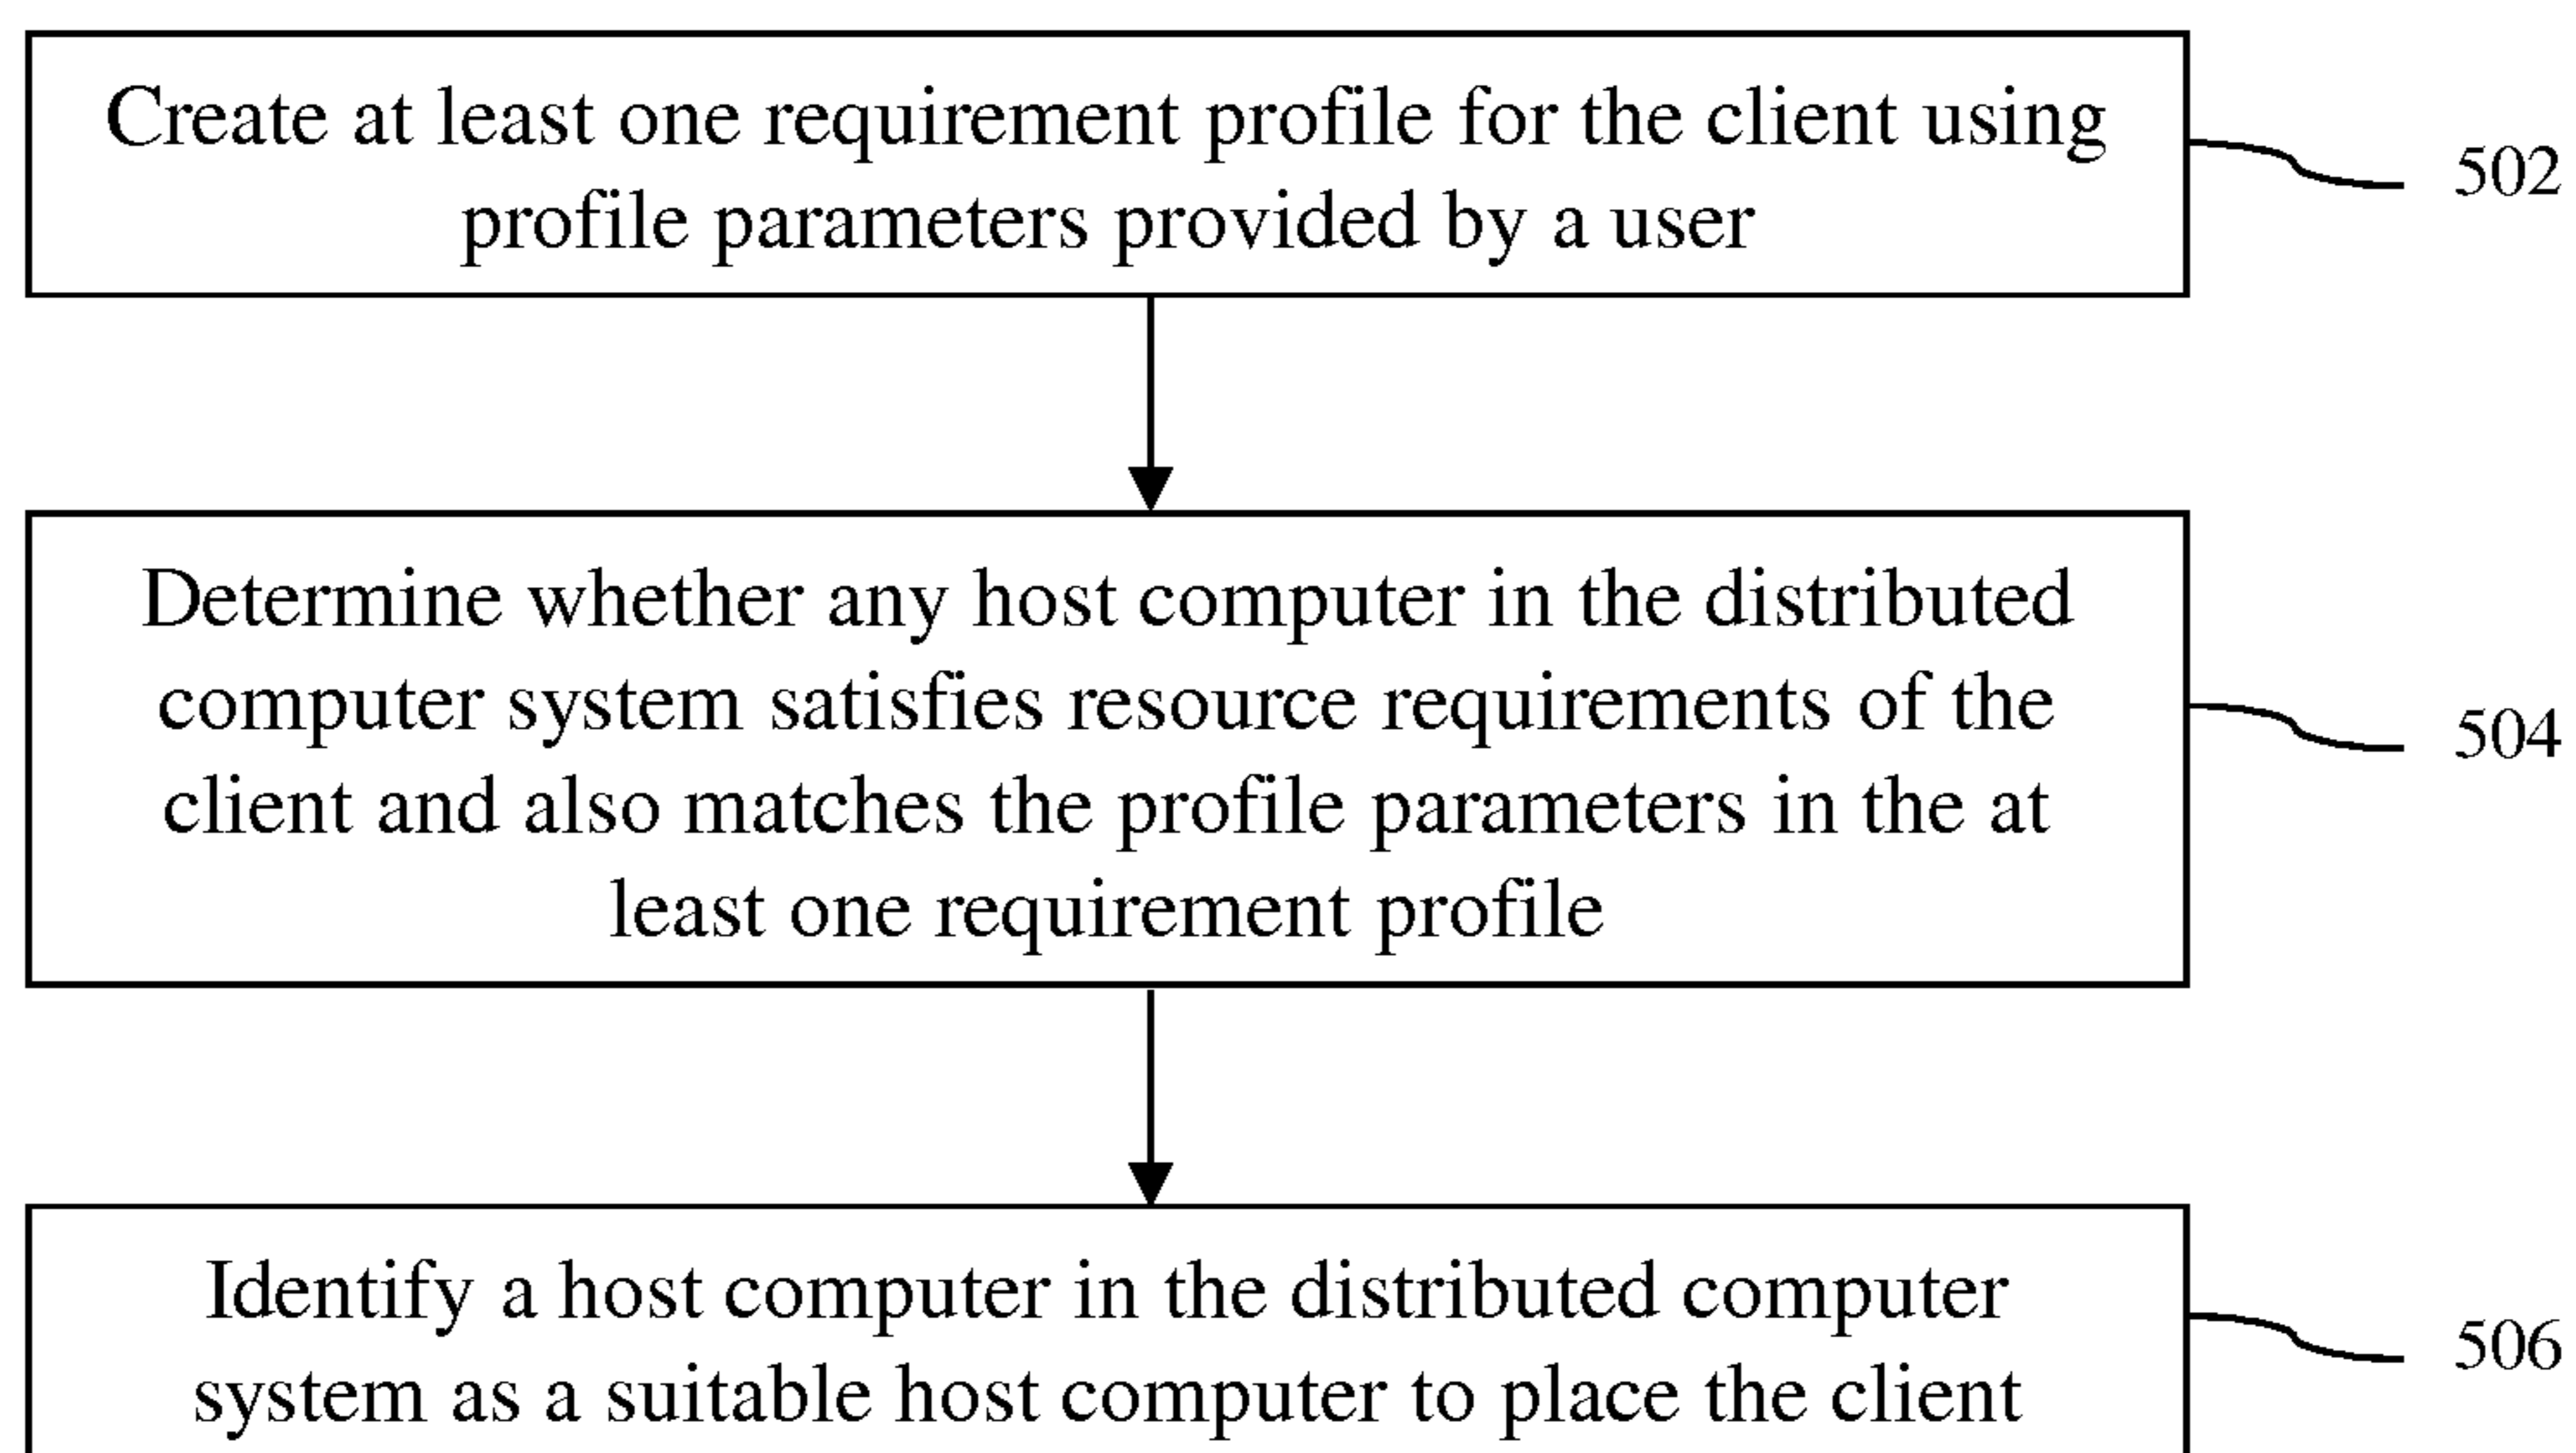 Create at least one requirement profile for the client using
profile parameters provided by a user
502
Determine whether any host computer in the distributed
computer system satisfies resource requirements of the
client and also matches the profile parameters in the at
least one requirement profile
504
Identify a host computer in the distributed computer
system as a suitable host computer to place the client
506